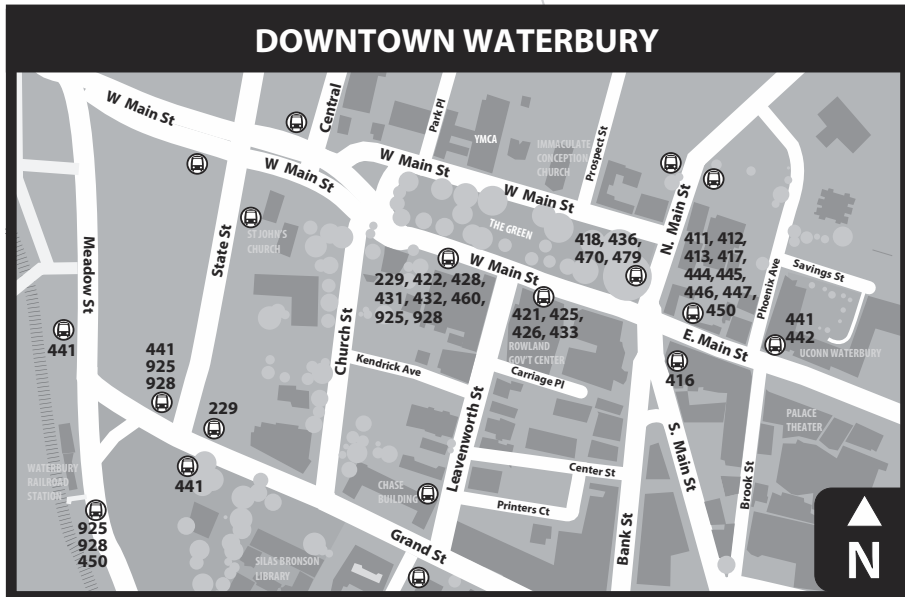 DOWNTOWN WATERBURY
W Main St
Central
Park Pl
YMCA
IMMACULATE
CONCEPTION
CHURCH
Prospect St
W Main St
W Main St
W Main St
N. Main St
ST JOHN'S
CHURCH
THE GREEN
State St
Meadow St
W Main St
418, 436,
470, 479
411, 412,
413, 417,
444, 445,
446, 447,
450
Phoenix Ave
Savings St
229, 422, 428,
431, 432, 460,
925, 928
421, 425,
426, 433
ROWLAND
GOV'T CENTER
441
442
E. Main St
UCONN WATERBURY
441
441
925
928
Church St
Kendrick Ave
Carriage Pl
416
229
PALACE
THEATER
Leavenworth St
S. Main St
WATERBURY
RAILROAD
STATION
441
CHASE
BUILDING
Center St
Printers Ct
Brook St
Bank St
925
928
450
SILAS BRONSON
LIBRARY
Grand St
N